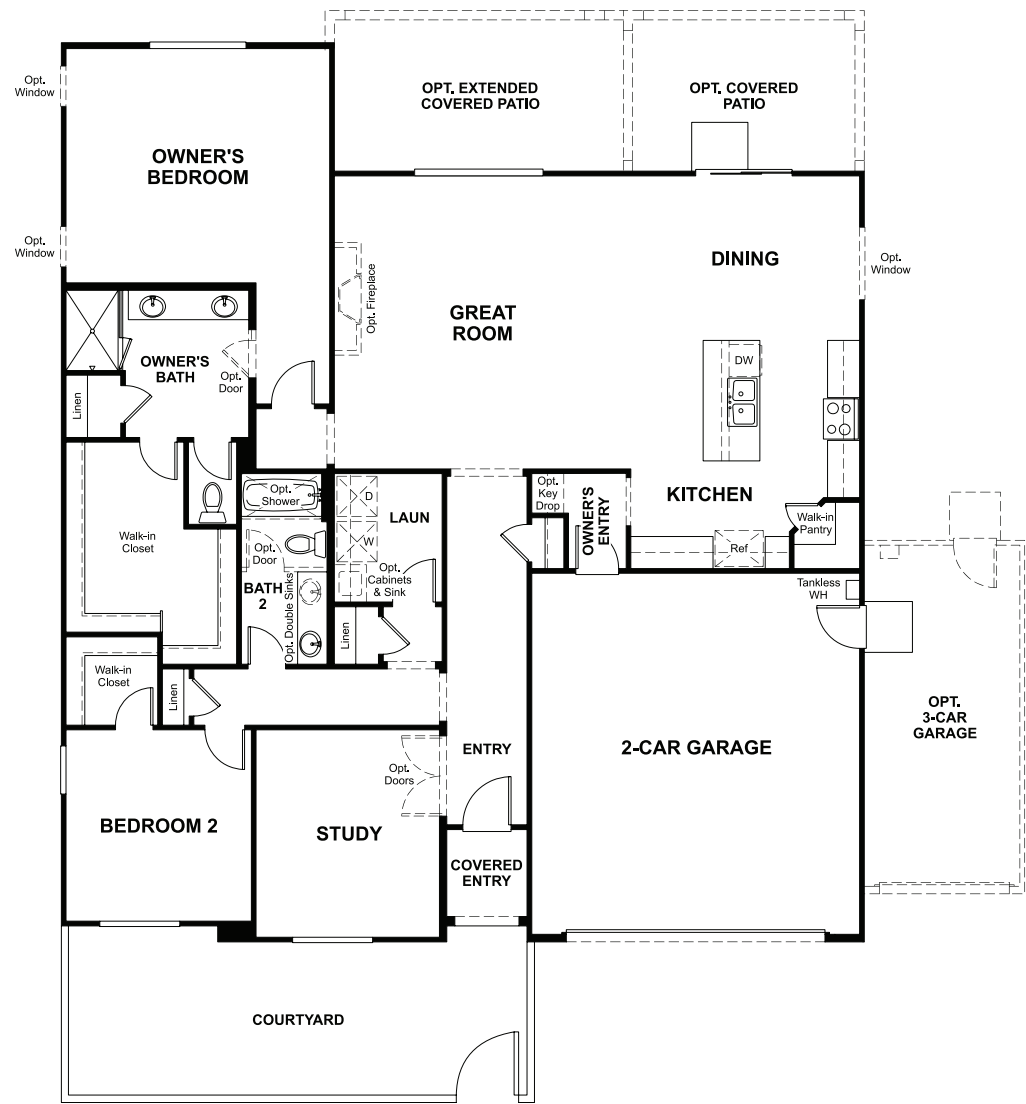 Opt.
Window
OPT. EXTENDED
COVERED PATIO
OPT. COVERED
PATIO
OWNER'S
BEDROOM
Opt.
Window
DINING
Opt.
Window
Opt. Fireplace
GREAT
ROOM
OWNER'S
BATH
Opt.
Door
DW
Linen
Opt.
Shower
D
LAUN
Opt.
Key
Drop
OWNER'S
ENTRY
KITCHEN
Walk-in
Pantry
Walk-in
Closet
Opt.
Door
W
Ref
Opt.
Cabinets
& Sink
BATH
2
Opt. Double Sinks
Tankless
WH
Linen
Walk-in
Closet
Linen
OPT.
3-CAR
GARAGE
ENTRY
2-CAR GARAGE
Opt.
Doors
BEDROOM 2
STUDY
COVERED
ENTRY
COURTYARD